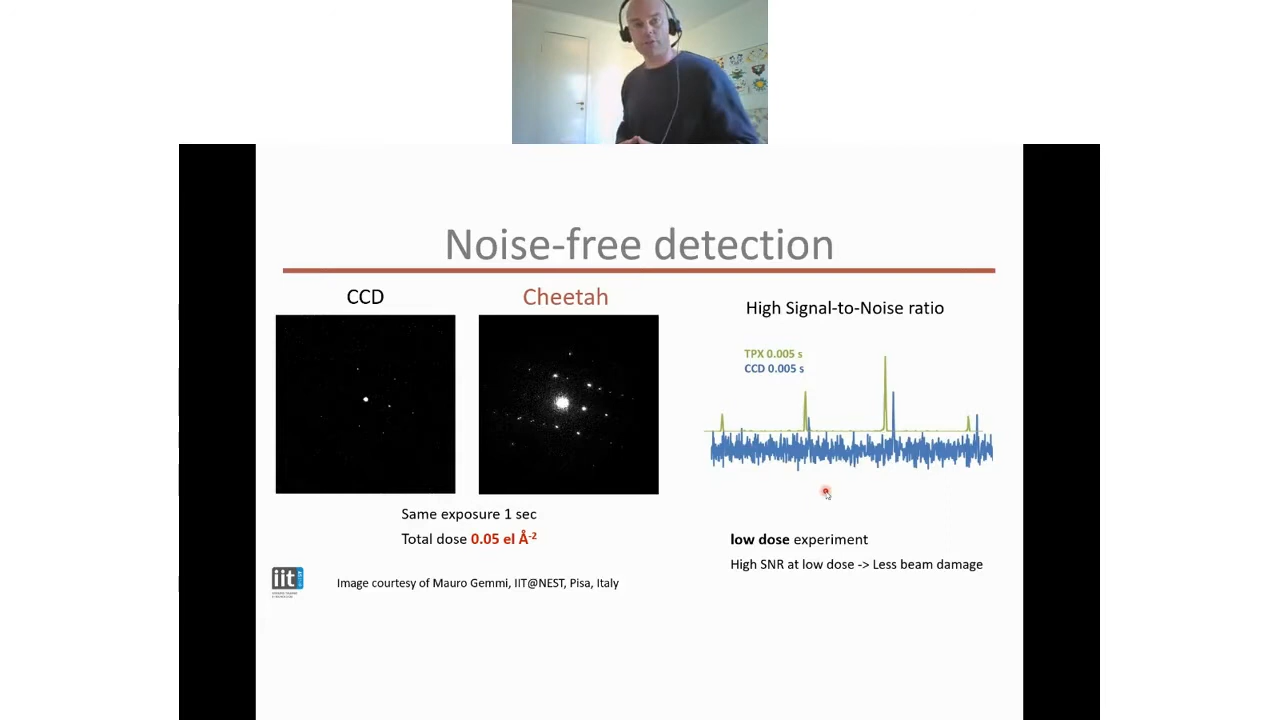 Noise-free detection
CCD
Cheetah
High Signal-to-Noise ratio
TPX 0.005 s
CCD 0.005 s
Same exposure 1 sec
Total dose 0.05 el Å-2
low dose experiment
High SNR at low dose -> Less beam damage
iit
Image courtesy of Mauro Gemmi, IIT@NEST, Pisa, Italy